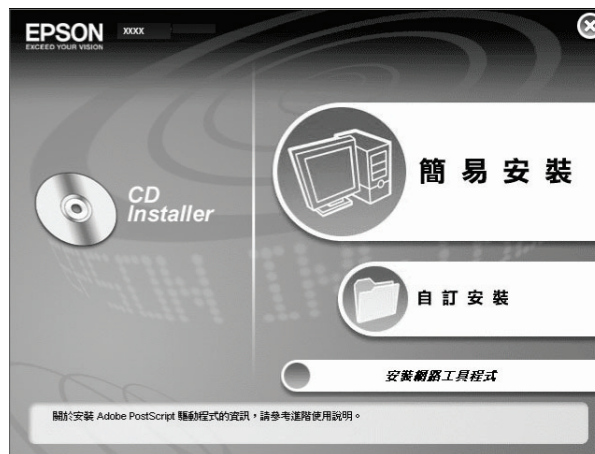 EPSON
EXCEED YOUR VISION
XXXX
CD
Installer
簡易安裝
自訂安裝
安裝網路工具程式
關於安裝 Adobe PostScript 驅動程式的資訊，請參考進階使用說明。